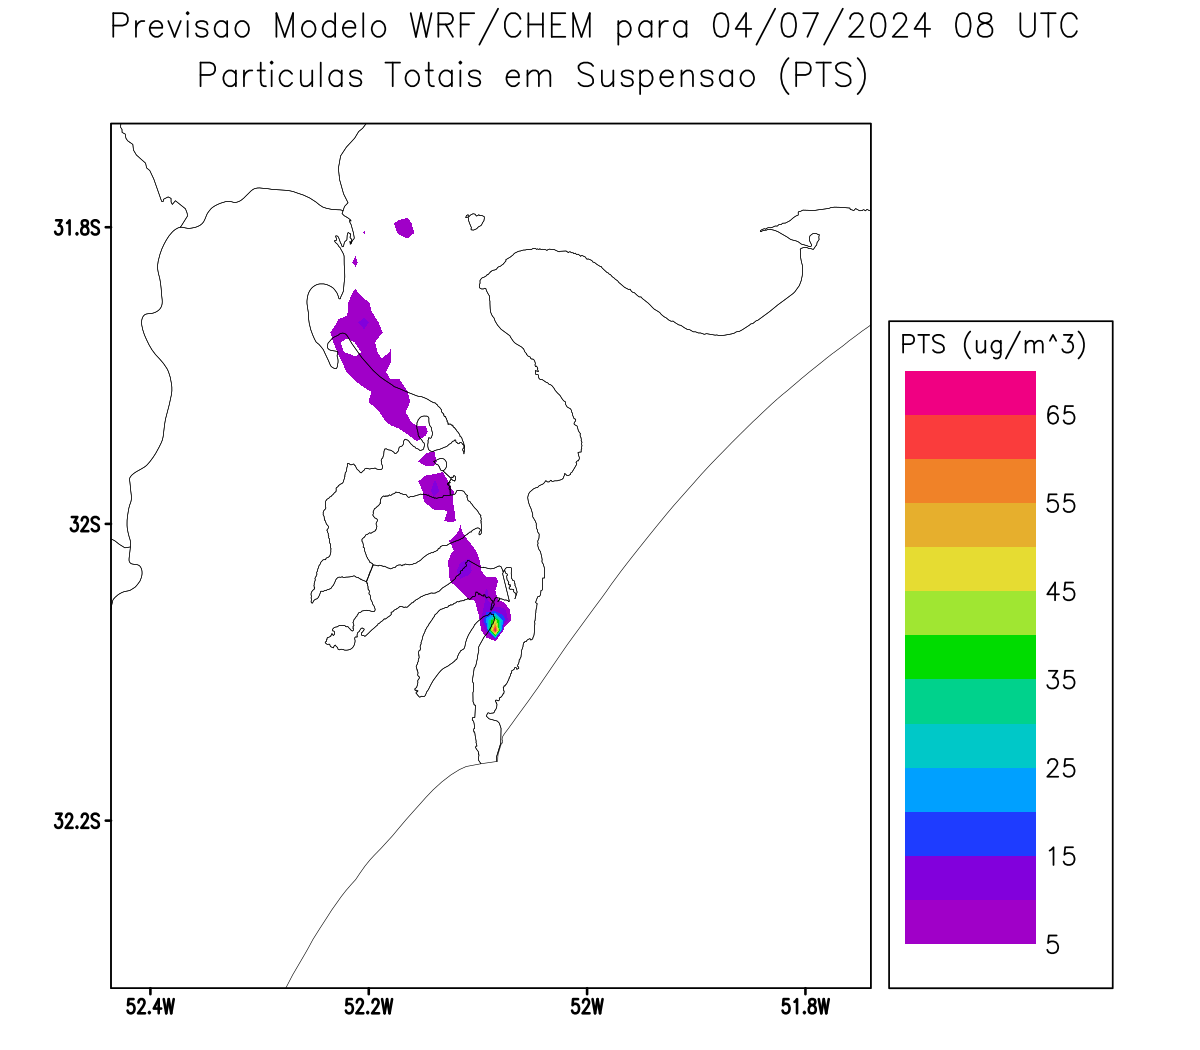 Previsao Modelo WRF/CHEM para 04/07/2024 08 UTC
Particulas Totais em Suspensao (PTS)
31.8S
32S
32.2S
52.4W
52.2W
52W
51.8W
PTS (ug/m^3)
65
55
45
35
25
15
5